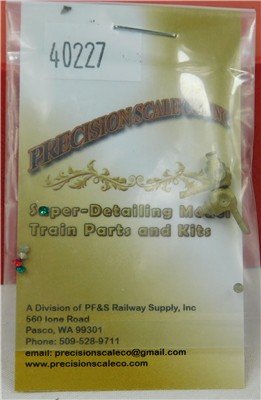 40227
PRECISION SCALE CO., INC
Super-Detailing Model
Train Parts and Kits
A Division of PF&S Railway Supply, Inc
560 Ione Road
Pasco, WA 99301
Phone: 509-528-9711
email: precisionscaleco@gmail.com
www.precisionscaleco.com